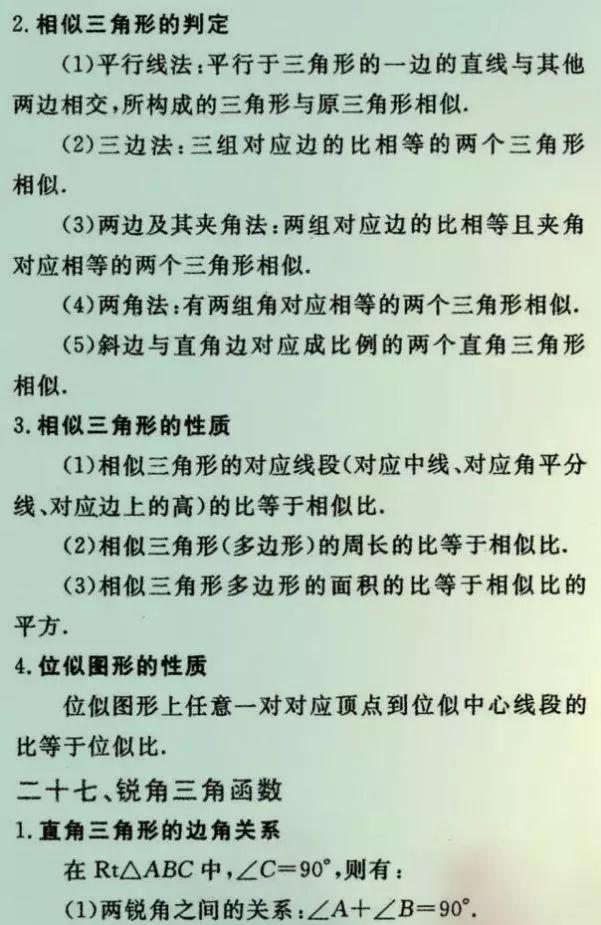 2.相似三角形的判定
(1)平行线法:平行于三角形的一边的直线与其他
两边相交,所构成的三角形与原三角形相似.
(2)三边法:三组对应边的比相等的两个三角形
相似.
(3)两边及其夹角法:两组对应边的比相等且夹角
对应相等的两个三角形相似.
(4)两角法:有两组角对应相等的两个三角形相似.
(5)斜边与直角边对应成比例的两个直角三角形
相似.
3.相似三角形的性质
(1)相似三角形的对应线段(对应中线、对应角平分
线、对应边上的高)的比等于相似比.
(2)相似三角形(多边形)的周长的比等于相似比.
(3)相似三角形多边形的面积的比等于相似比的
平方.
4.位似图形的性质
位似图形上任意一对对应顶点到位似中心线段的
比等于位似比.
二十七、锐角三角函数
1.直角三角形的边角关系
在 Rt△ABC 中,∠C=90°,则有:
(1)两锐角之间的关系:∠A+∠B=90°.